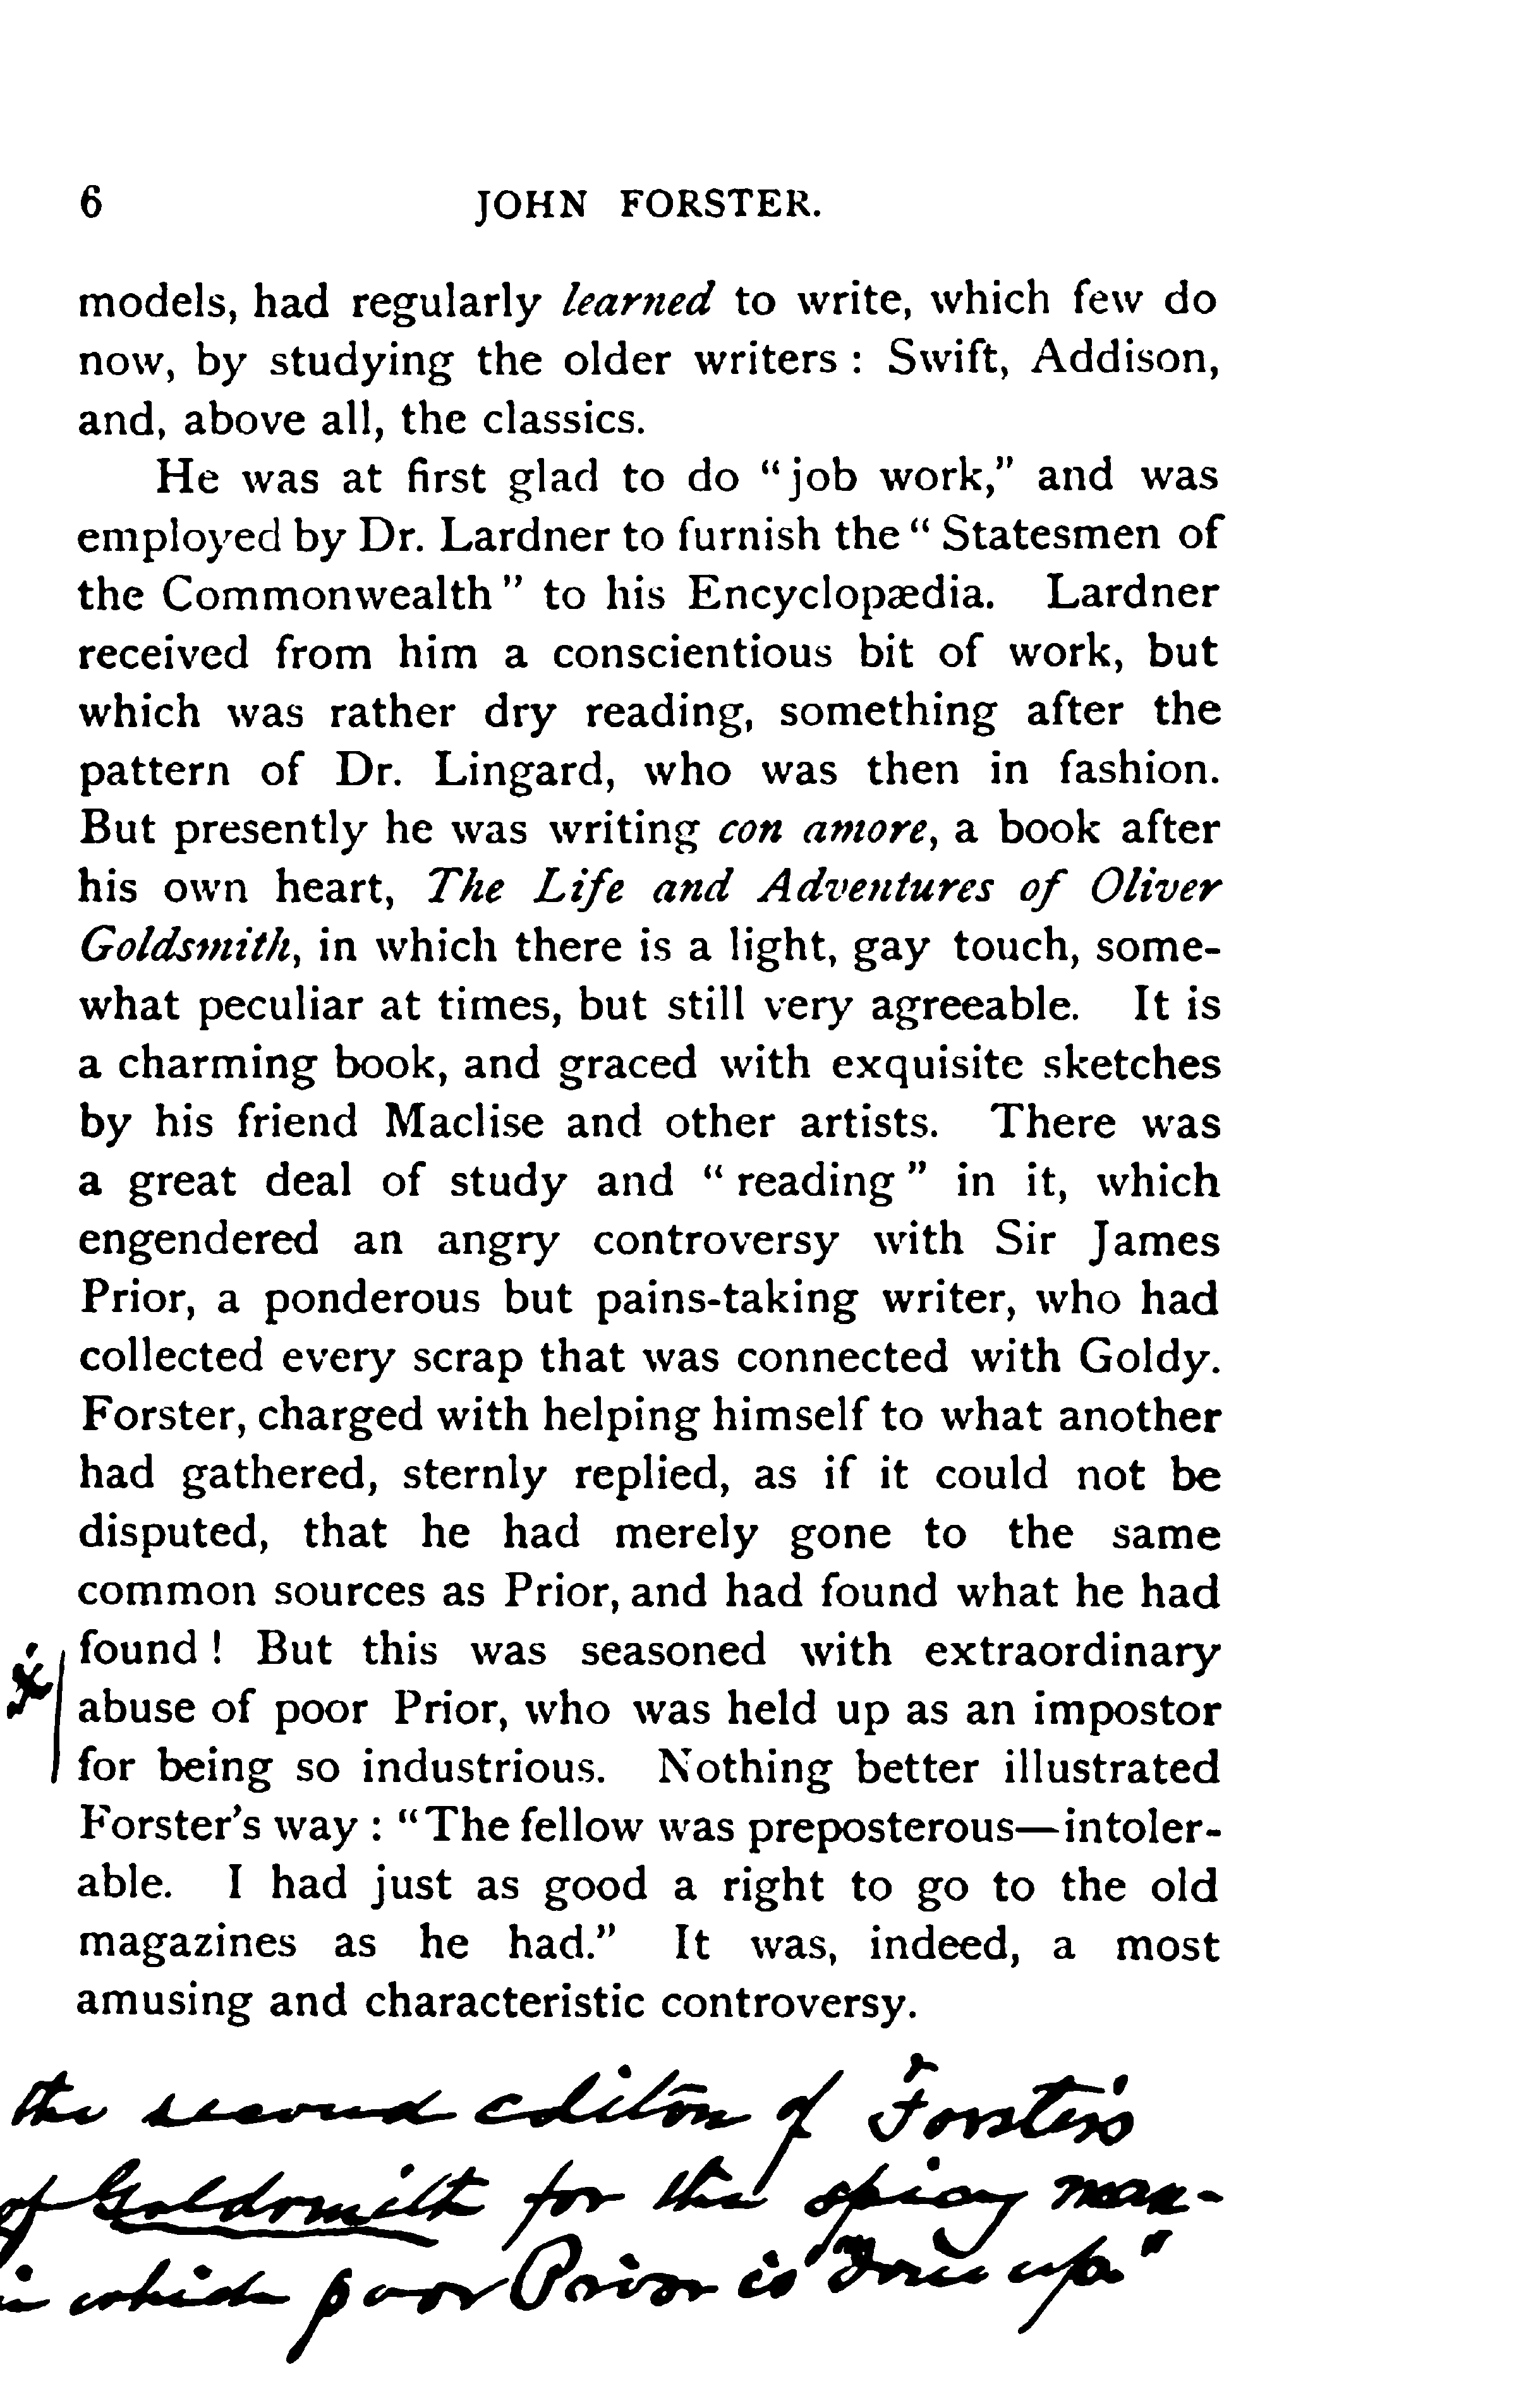 6 JOHN FORSTER.
models, had regularly learned to write, which few do
now, by studying the older writers : Swift, Addison,
and, above all, the classics.
He was at first glad to do “job work,” and was
employed by Dr. Lardner to furnish the “ Statesmen of
the Commonwealth ” to his Encyclopædia. Lardner
received from him a conscientious bit of work, but
which was rather dry reading, something after the
pattern of Dr. Lingard, who was then in fashion.
But presently he was writing con amore, a book after
his own heart, The Life and Adventures of Oliver
Goldsmith, in which there is a light, gay touch, some-
what peculiar at times, but still very agreeable. It is
a charming book, and graced with exquisite sketches
by his friend Maclise and other artists. There was
a great deal of study and “ reading ” in it, which
engendered an angry controversy with Sir James
Prior, a ponderous but pains-taking writer, who had
collected every scrap that was connected with Goldy.
Forster, charged with helping himself to what another
had gathered, sternly replied, as if it could not be
disputed, that he had merely gone to the same
common sources as Prior, and had found what he had
found ! But this was seasoned with extraordinary
abuse of poor Prior, who was held up as an impostor
for being so industrious. Nothing better illustrated
Forster’s way : “The fellow was preposterous—intoler-
able. I had just as good a right to go to the old
magazines as he had.” It was, indeed, a most
amusing and characteristic controversy.
the second edition of Forster's
of Goldsmith for the spicy man-
in which poor Prior is "done up"